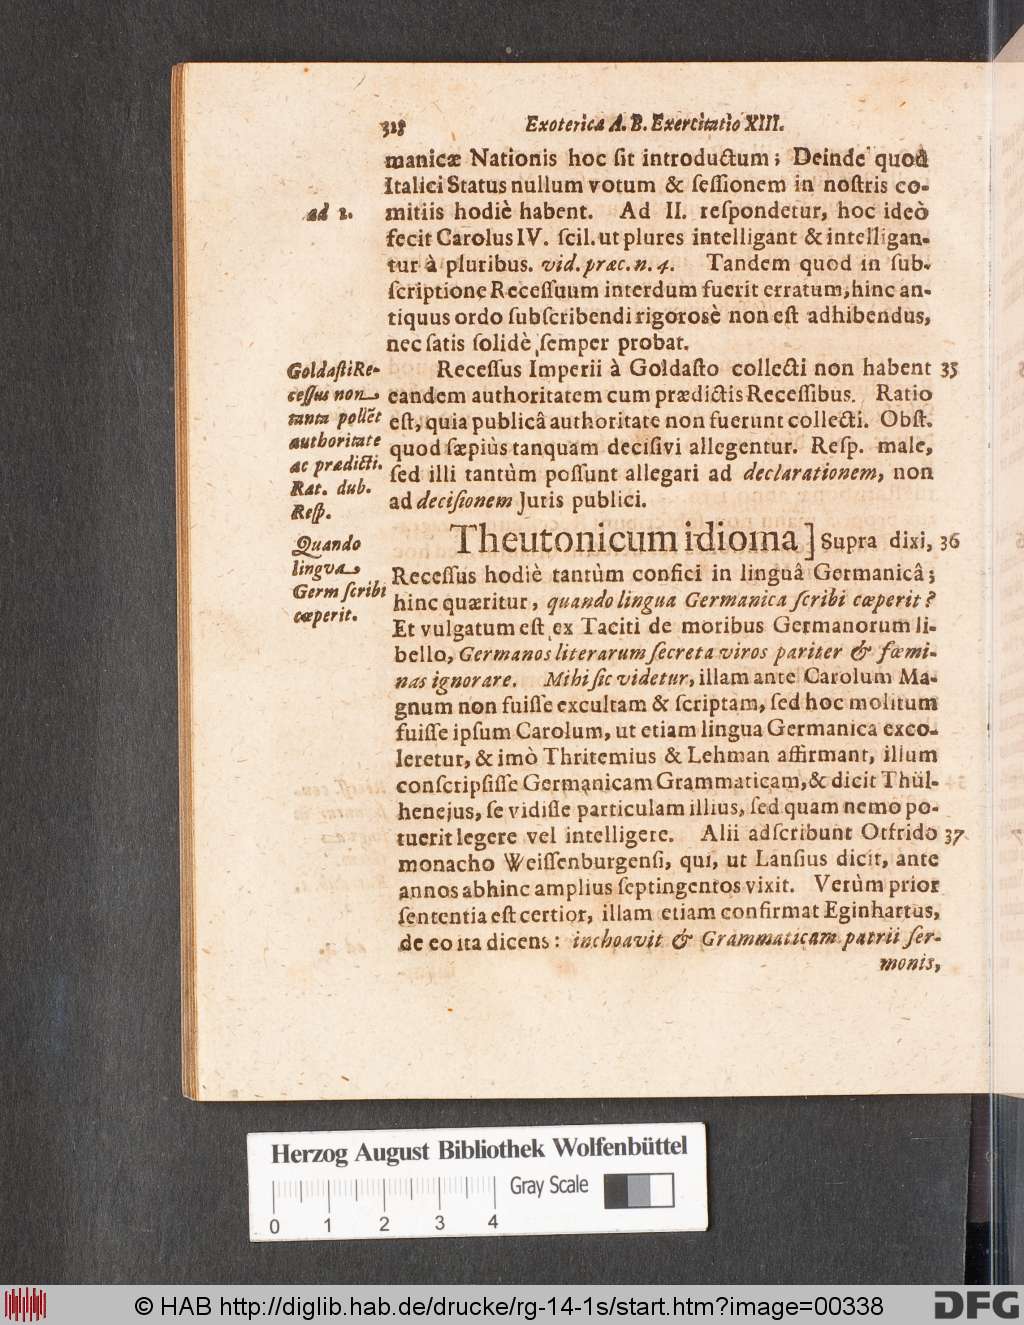 318 Exoterica A. B. Exercitatio XIII.
manicæ Nationis hoc ſit introductum; Deinde quod
Italici Status nullum votum & ſeſſionem in noſtris co-
ad 2.
mitiis hodiè habent. Ad II. reſpondetur, hoc ideò
fecit Carolus IV. ſcil. ut plures intelligant & intelligan-
tur à pluribus. vid. præc. n. 4. Tandem quod in ſub-
ſcriptione Receſſuum interdum fuerit erratum, hinc an-
tiquus ordo ſubſcribendi rigorosè non eſt adhibendus,
nec ſatis ſolidè ſemper probat.
Goldaſti Re-
ceſſus non
tanta pollẽt
authoritate
ac prædicti.
Rat. dub.
Reſp.
Receſſus Imperii à Goldaſto collecti non habent 35
eandem authoritatem cum prædictis Receſſibus. Ratio
eſt, quia publicâ authoritate non fuerunt collecti. Obſt.
quod ſæpiùs tanquam deciſivi allegentur. Reſp. male,
ſed illi tantùm poſſunt allegari ad declarationem, non
ad deciſionem Juris publici.
Quando
lingva
Germ ſcribi
cœperit.
Theutonicum idioma] Supra dixi, 36
Receſſus hodiè tantùm confici in linguâ Germanicâ;
hinc quæritur, quando lingua Germanica ſcribi cœperit?
Et vulgatum eſt ex Taciti de moribus Germanorum li-
bello, Germanos literarum ſecreta viros pariter & fœmi-
nas ignorare. Mihi ſic videtur, illam ante Carolum Ma-
gnum non fuiſſe excultam & ſcriptam, ſed hoc molitum
fuiſſe ipſum Carolum, ut etiam lingua Germanica exco-
leretur, & imò Thritemius & Lehman affirmant, illum
conſcripſiſſe Germanicam Grammaticam, & dicit Thül-
henejus, ſe vidiſſe particulam illius, ſed quam nemo po-
tuerit legere vel intelligere. Alii adſcribunt Otfrido 37
monacho Weiſſenburgenſi, qui, ut Lanſius dicit, ante
annos abhinc amplius ſeptingentos vixit. Verùm prior
ſententia eſt certior, illam etiam confirmat Eginhartus,
de eo ita dicens: inchoavit & Grammaticam patrii ſer-
monis,
Herzog August Bibliothek Wolfenbüttel
Gray Scale
0 1 2 3 4
© HAB http://diglib.hab.de/drucke/rg-14-1s/start.htm?image=00338
DFG